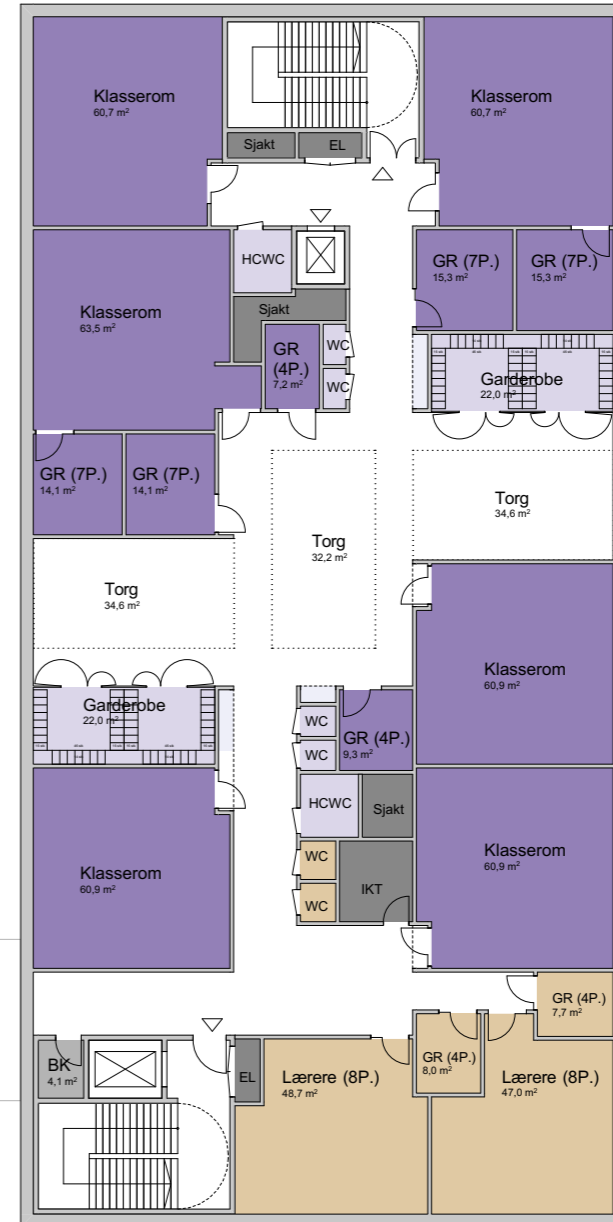 Klasserom
60,7 m²
Klasserom
60,7 m²
Sjakt
EL
HCWC
GR (7P.)
15,3 m²
GR (7P.)
15,3 m²
Klasserom
63,5 m²
Sjakt
GR
(4P.)
7,2 m²
WC
WC
Garderobe
22,0 m²
GR (7P.)
14,1 m²
GR (7P.)
14,1 m²
Torg
34,6 m²
Torg
32,2 m²
Torg
34,6 m²
Klasserom
60,9 m²
Garderobe
22,0 m²
WC
WC
GR (4P.)
9,3 m²
HCWC
Sjakt
Klasserom
60,9 m²
Klasserom
60,9 m²
WC
WC
IKT
GR (4P.)
7,7 m²
BK
4,1 m²
EL
Lærere (8P.)
48,7 m²
GR (4P.)
8,0 m²
Lærere (8P.)
47,0 m²